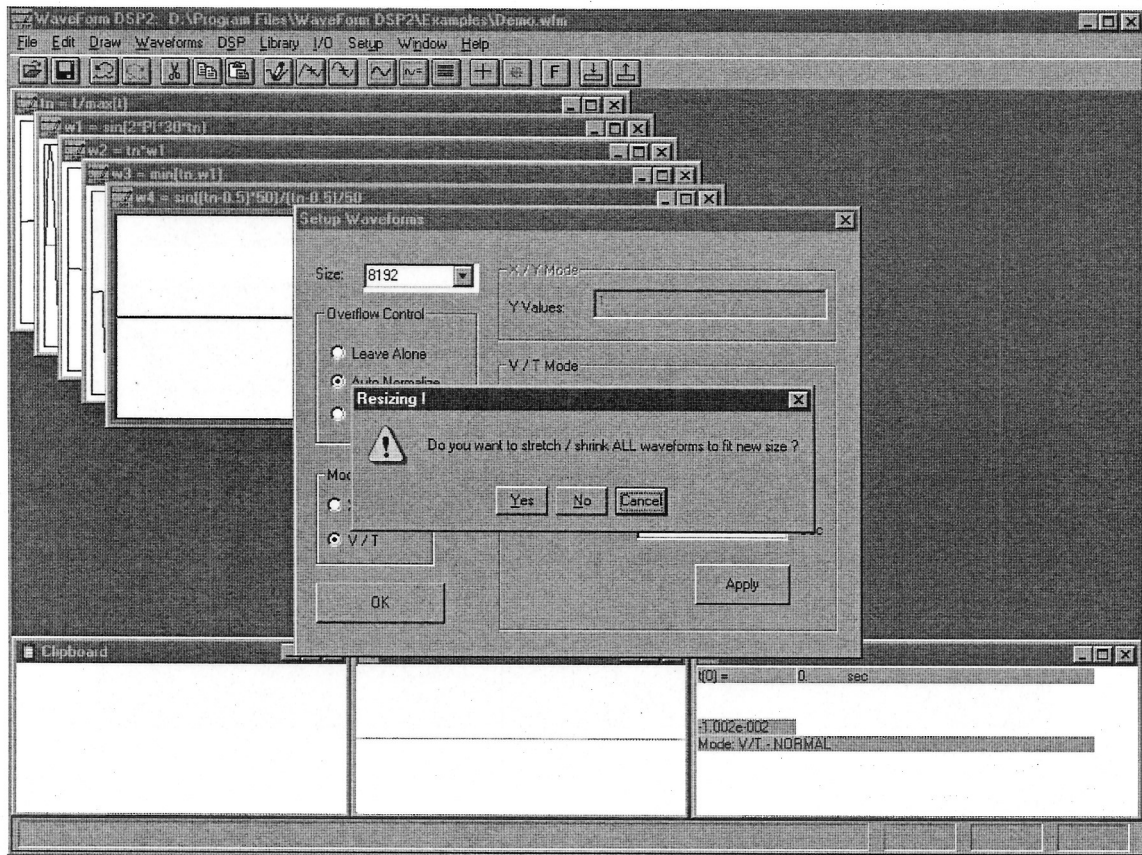 WaveForm DSP2: D:\Program Files\WaveForm DSP2\Examples\Demo.wfm
File Edit Draw Waveforms DSP Library I/O Setup Window Help
F
tn = t/max(t)
w1 = sin(2*Pi*30*tn)
w2 = tn*w1
w3 = min(tn,w1)
w4 = sin((tn-0.5)*50)/(tn-0.5)/50
Setup Waveforms
Size: 8192
X / Y Mode
Y Values: 1
Overflow Control
Leave Alone
Auto Normalize
V / T Mode
Resizing !
Do you want to stretch / shrink ALL waveforms to fit new size ?
Yes No Cancel
V / T
OK
Apply
Clipboard
t(0) = 0. sec
-1.002e-002
Mode: V/T - NORMAL